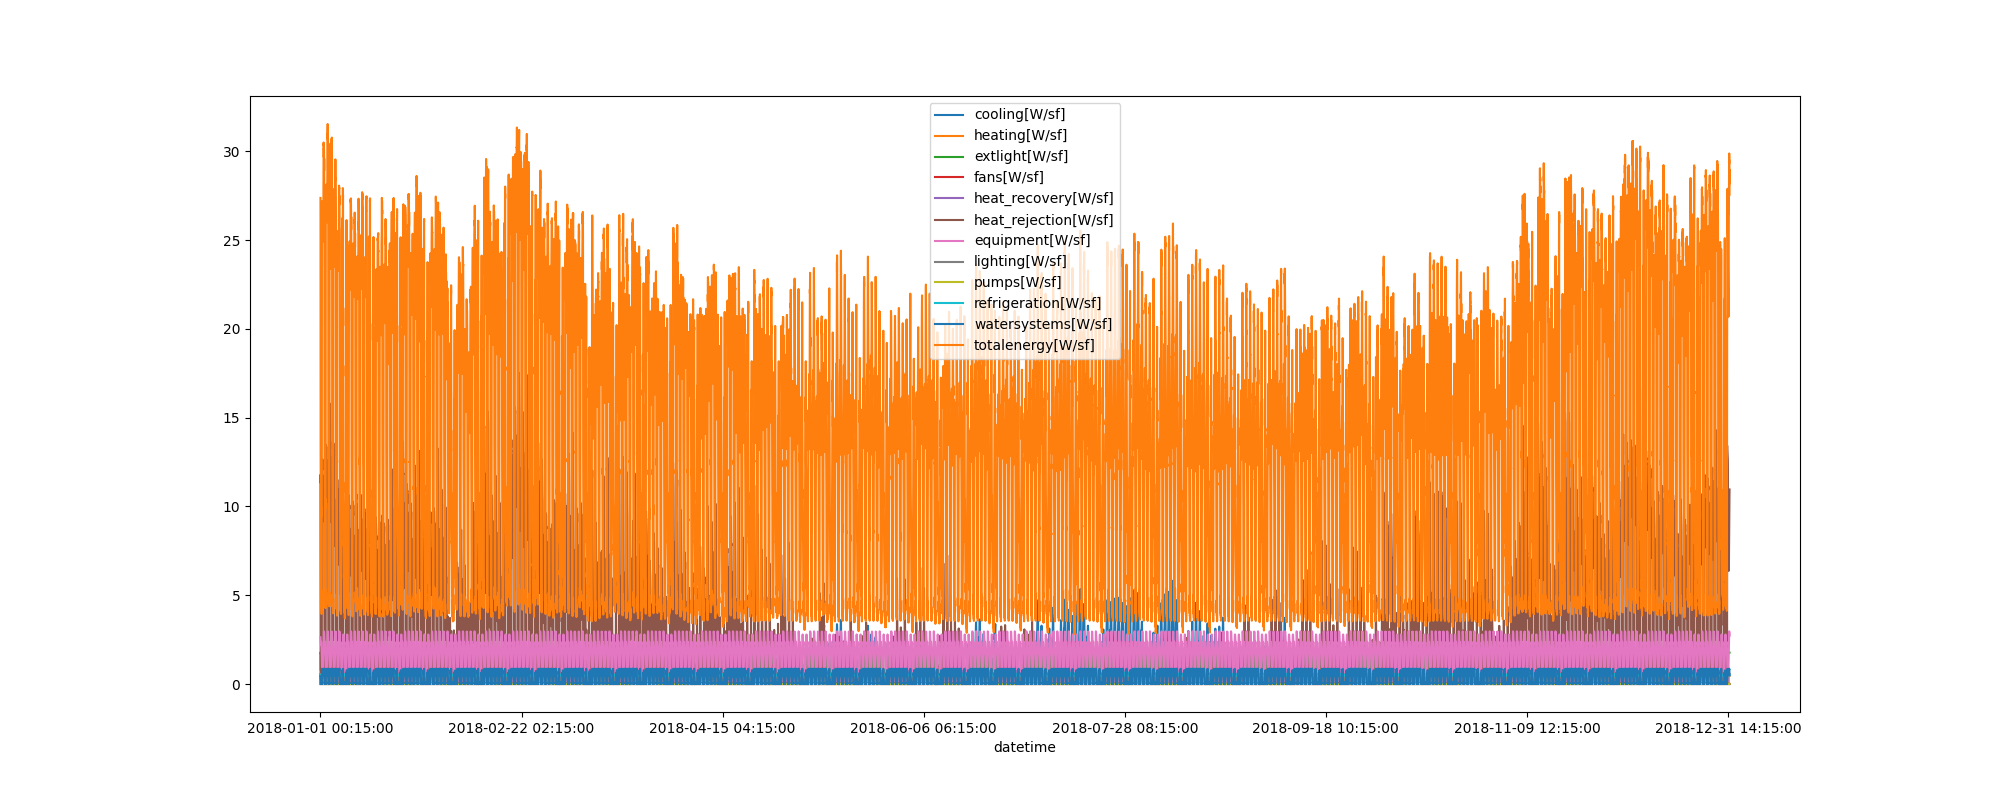 cooling[W/sf]
heating[W/sf]
extlight[W/sf]
fans[W/sf]
heat_recovery[W/sf]
heat_rejection[W/sf]
equipment[W/sf]
lighting[W/sf]
pumps[W/sf]
refrigeration[W/sf]
watersystems[W/sf]
totalenergy[W/sf]
30
25
20
15
10
5
0
2018-01-01 00:15:00 2018-02-22 02:15:00 2018-04-15 04:15:00 2018-06-06 06:15:00 2018-07-28 08:15:00 2018-09-18 10:15:00 2018-11-09 12:15:00 2018-12-31 14:15:00
datetime